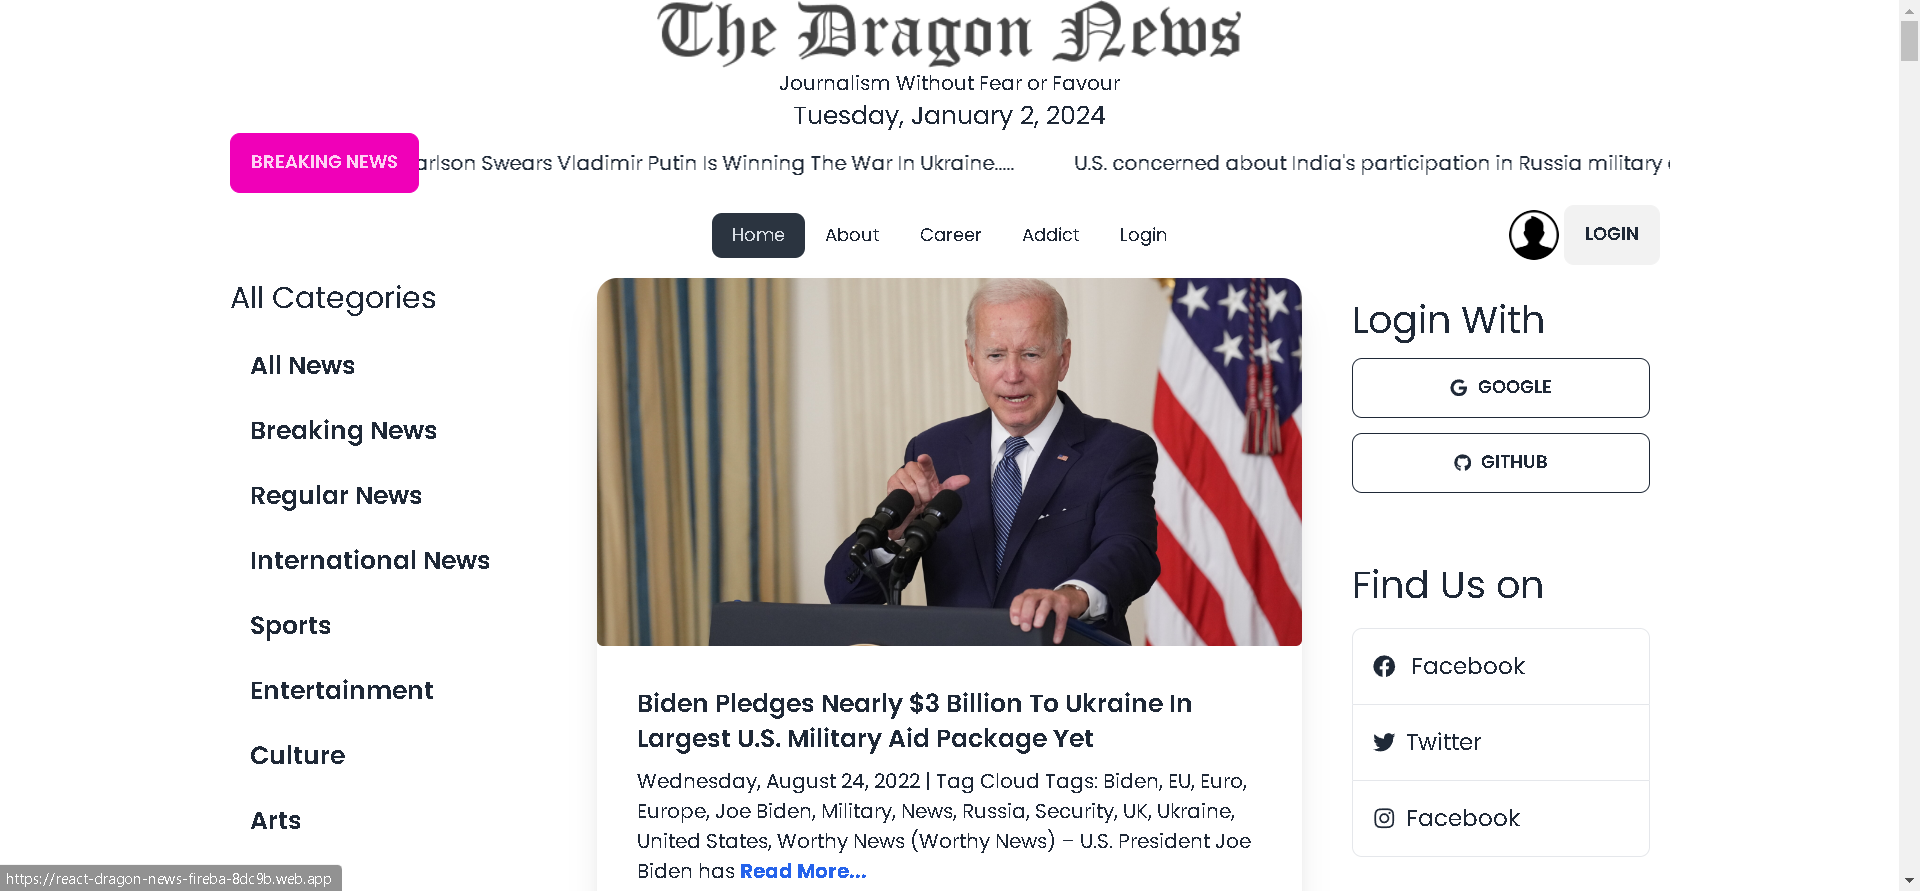 The Dragon News
Journalism Without Fear or Favour
Tuesday, January 2, 2024
BREAKING NEWS
Swears Vladimir Putin Is Winning The War In Ukraine.....
U.S. concerned about India's participation in Russia military
Home
About
Career
Addict
Login
LOGIN
All Categories
All News
Breaking News
Regular News
International News
Sports
Entertainment
Culture
Arts
Biden Pledges Nearly $3 Billion To Ukraine In
Largest U.S. Military Aid Package Yet
Wednesday, August 24, 2022 | Tag Cloud Tags: Biden, EU, Euro,
Europe, Joe Biden, Military, News, Russia, Security, UK, Ukraine,
United States, Worthy News (Worthy News) – U.S. President Joe
Biden has Read More...
Login With
GOOGLE
GITHUB
Find Us on
Facebook
Twitter
Facebook
https://react-dragon-news-fireba-8dc9b.web.app